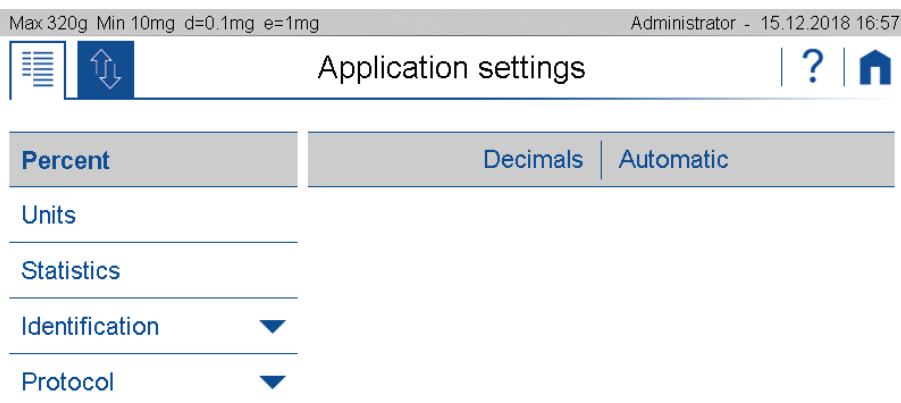 Max 320g Min 10mg d=0.1mg e=1mg Administrator - 15.12.2018 16:57
Application settings ?
Percent Decimals Automatic
Units
Statistics
Identification
Protocol